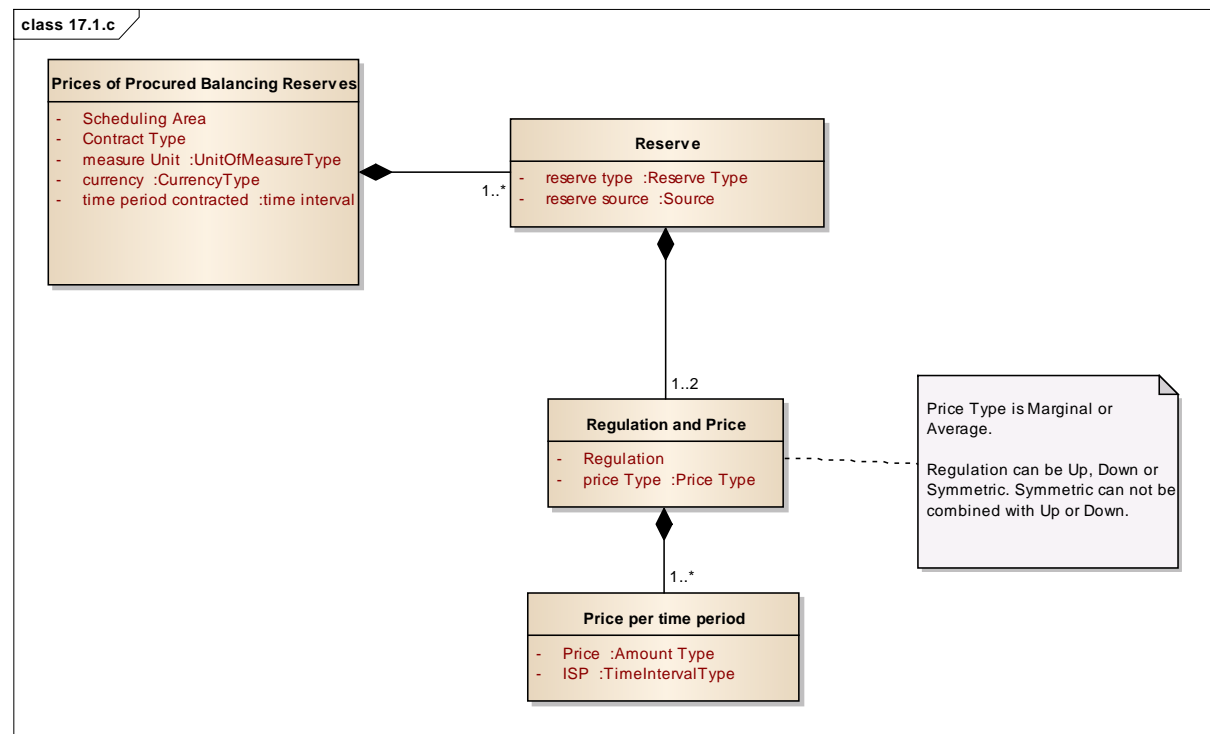 class 17.1.c
Prices of Procured Balancing Reserves
- Scheduling Area
- Contract Type
- measure Unit :UnitOfMeasureType
- currency :CurrencyType
- time period contracted :time interval
1..*
Reserve
- reserve type :Reserve Type
- reserve source :Source
1..2
Regulation and Price
- Regulation
- price Type :Price Type
Price Type is Marginal or
Average.
Regulation can be Up, Down or
Symmetric. Symmetric can not be
combined with Up or Down.
1..*
Price per time period
- Price :Amount Type
- ISP :TimeIntervalType